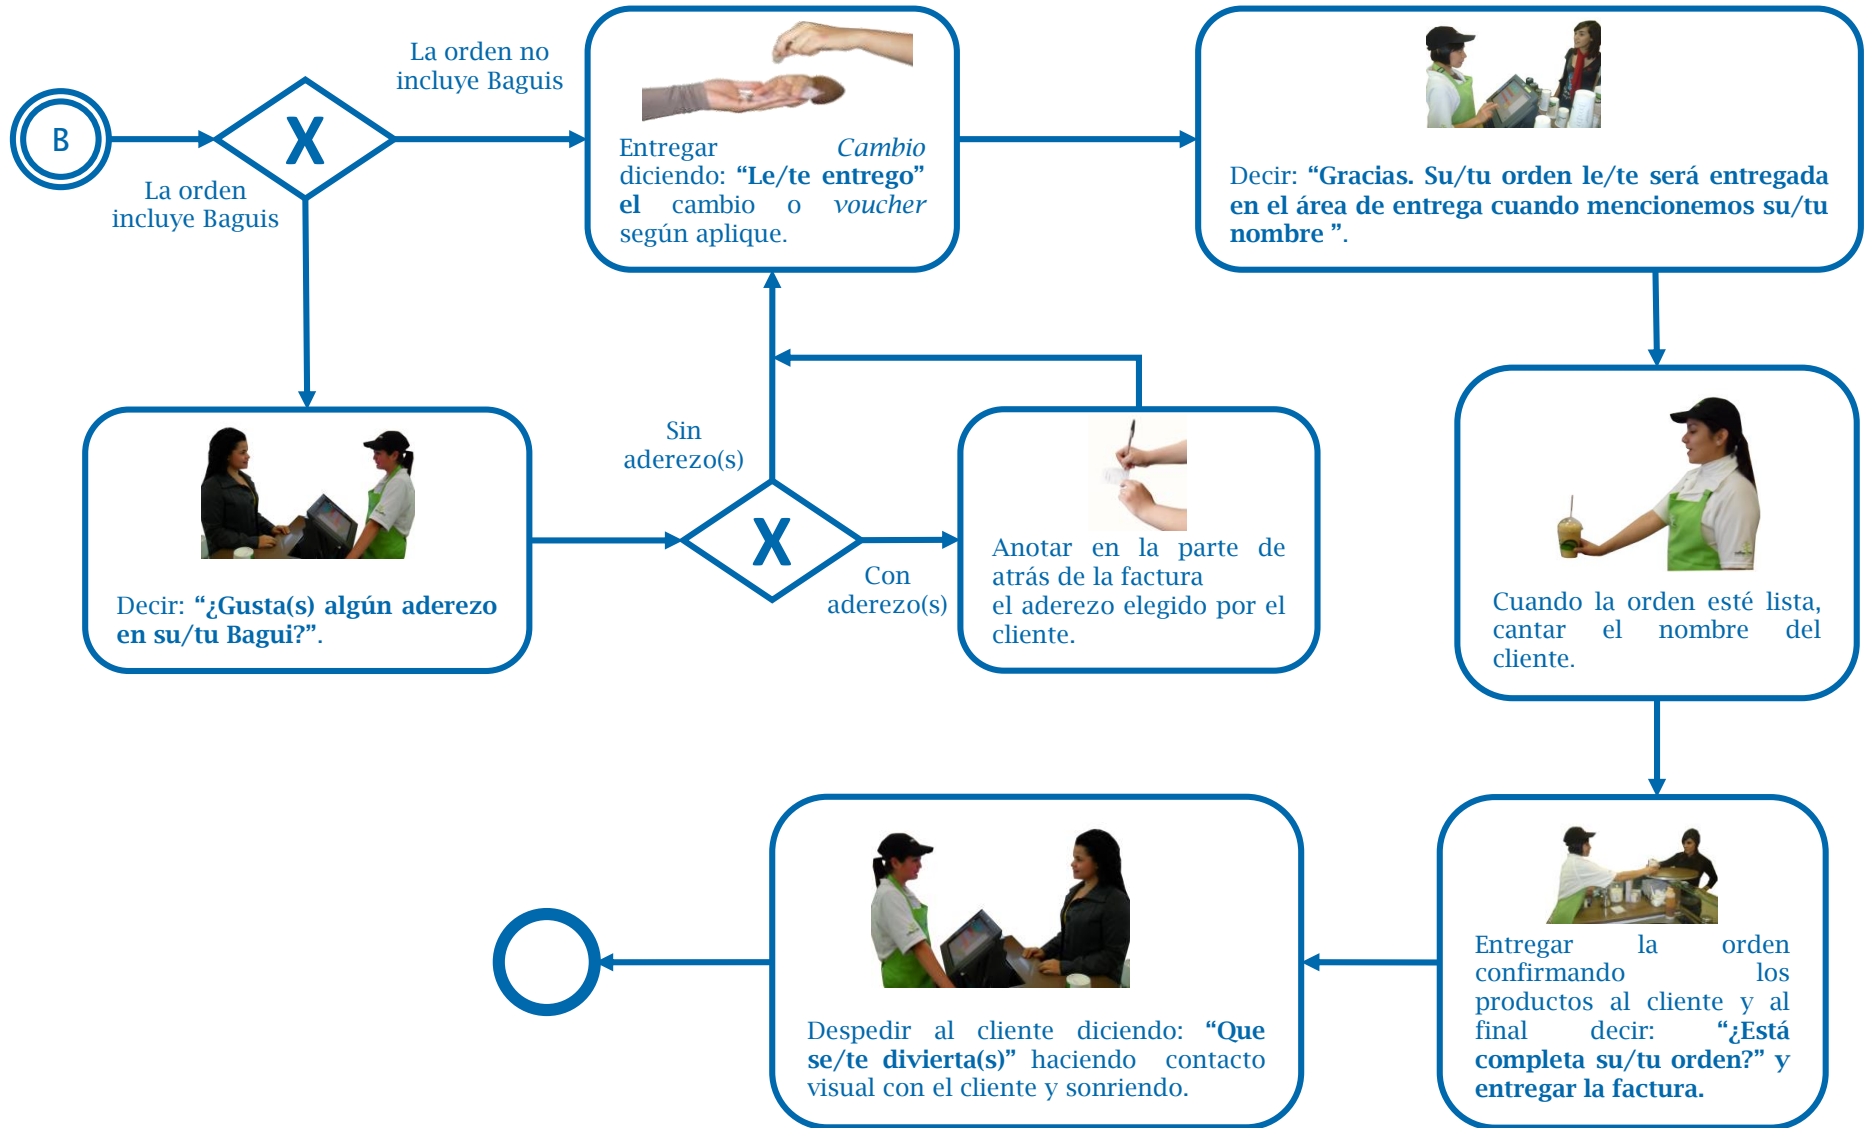 B
X
La orden no
incluye Baguis
La orden
incluye Baguis
Entregar Cambio
diciendo: “Le/te entrego”
el cambio o voucher
según aplique.
Decir: “Gracias. Su/tu orden le/te será entregada
en el área de entrega cuando mencionemos su/tu
nombre ”.
Decir: “¿Gusta(s) algún aderezo
en su/tu Bagui?”.
Sin
aderezo(s)
X
Con
aderezo(s)
Anotar en la parte de
atrás de la factura
el aderezo elegido por el
cliente.
Cuando la orden esté lista,
cantar el nombre del
cliente.
Entregar la orden
confirmando los
productos al cliente y al
final decir: “¿Está
completa su/tu orden?” y
entregar la factura.
Despedir al cliente diciendo: “Que
se/te divierta(s)” haciendo contacto
visual con el cliente y sonriendo.